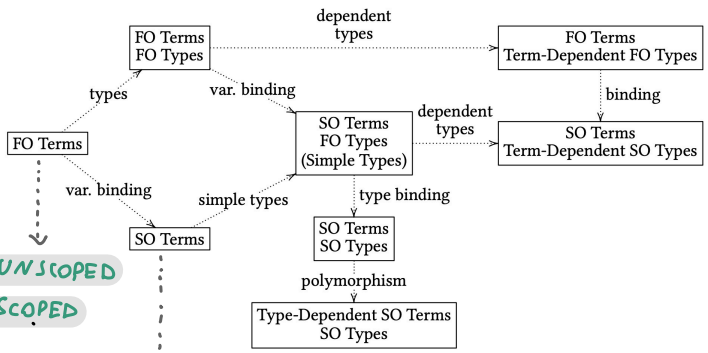 dependent
types
FO Terms
FO Types
FO Terms
Term-Dependent FO Types
types
var. binding
binding
FO Terms
SO Terms
FO Types
(Simple Types)
dependent
types
SO Terms
Term-Dependent SO Types
var. binding
simple types
type binding
SO Terms
SO Terms
SO Types
UNSCOPED
SCOPED
polymorphism
Type-Dependent SO Terms
SO Types